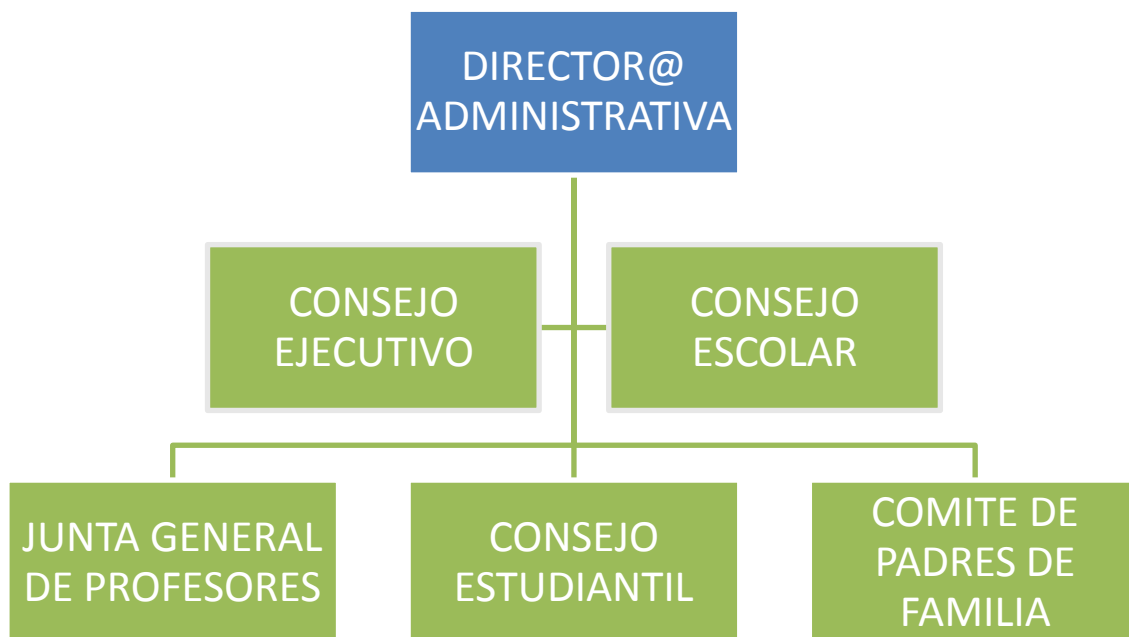 DIRECTOR@
ADMINISTRATIVA
CONSEJO
EJECUTIVO
CONSEJO
ESCOLAR
JUNTA GENERAL
DE PROFESORES
CONSEJO
ESTUDIANTIL
COMITE DE
PADRES DE
FAMILIA